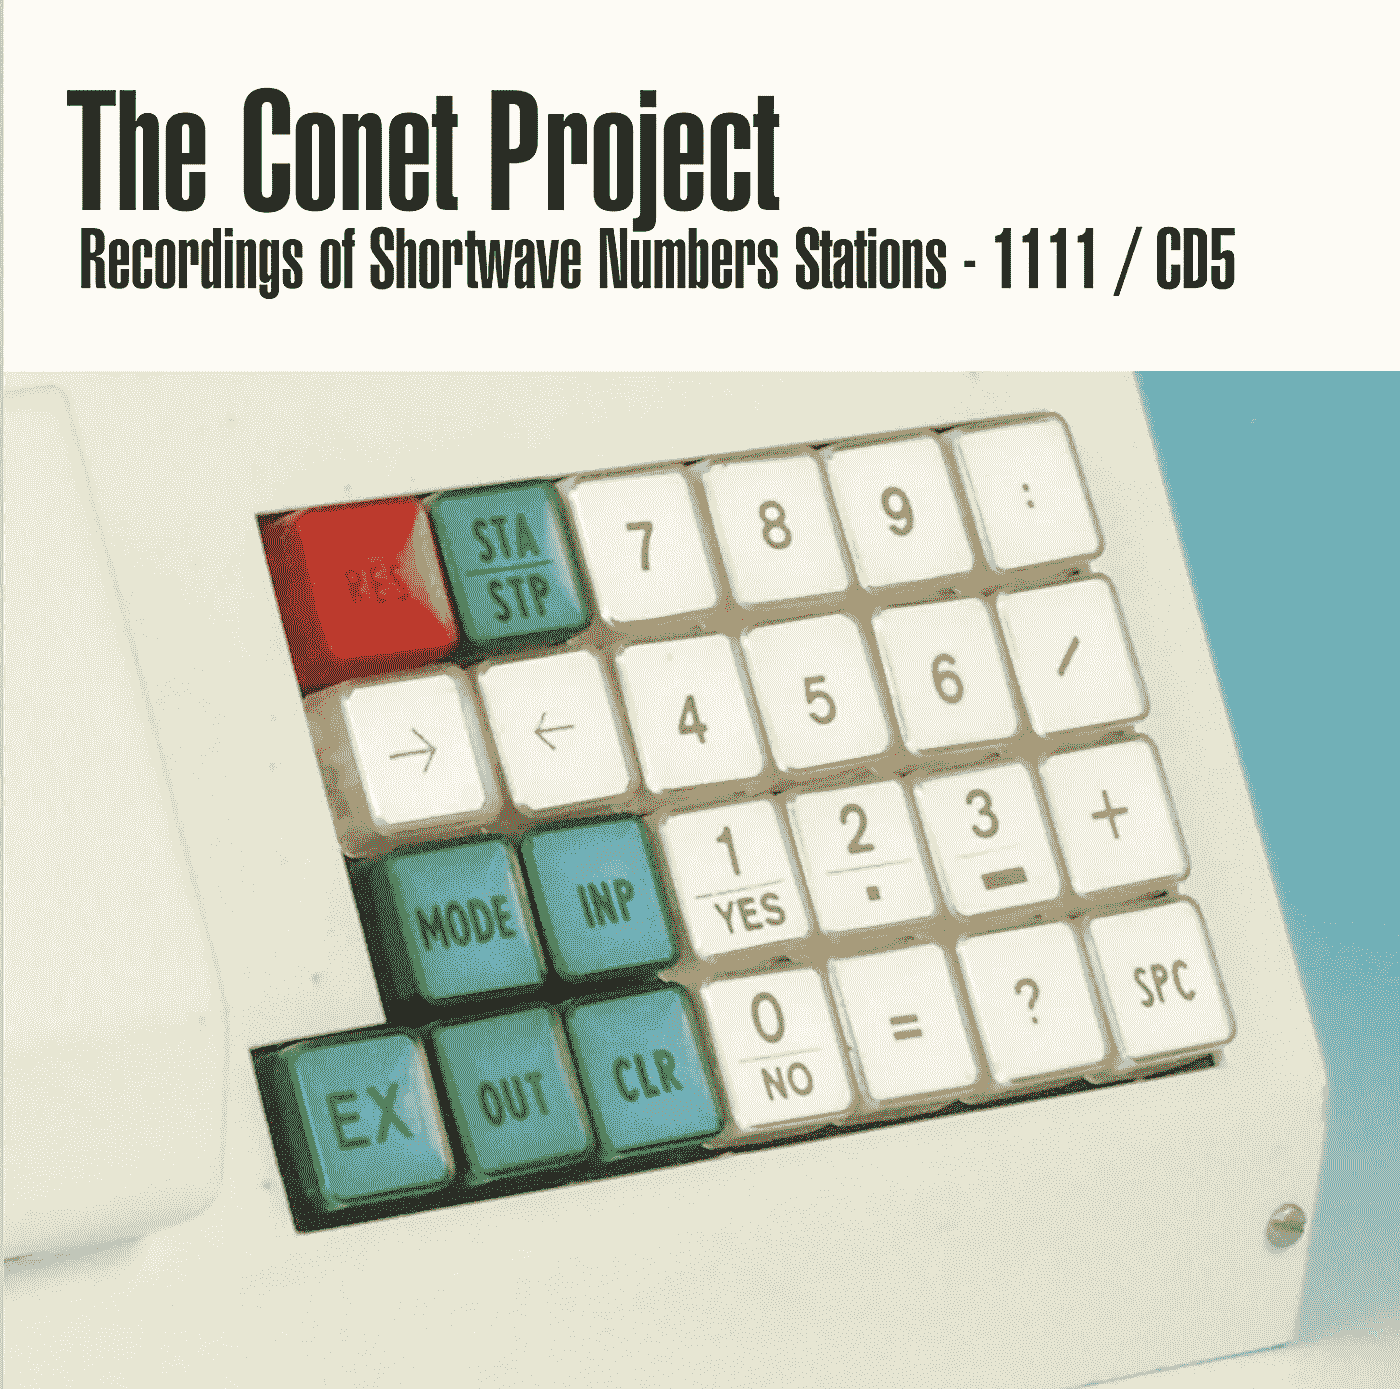 The Conet Project
Recordings of Shortwave Numbers Stations - 1111 / CD5
RES STA 7 8 9 :
STP
→ ← 4 5 6 /
MODE INP 1 2 3 +
YES . -
EX OUT CLR 0 = ? SPC
NO